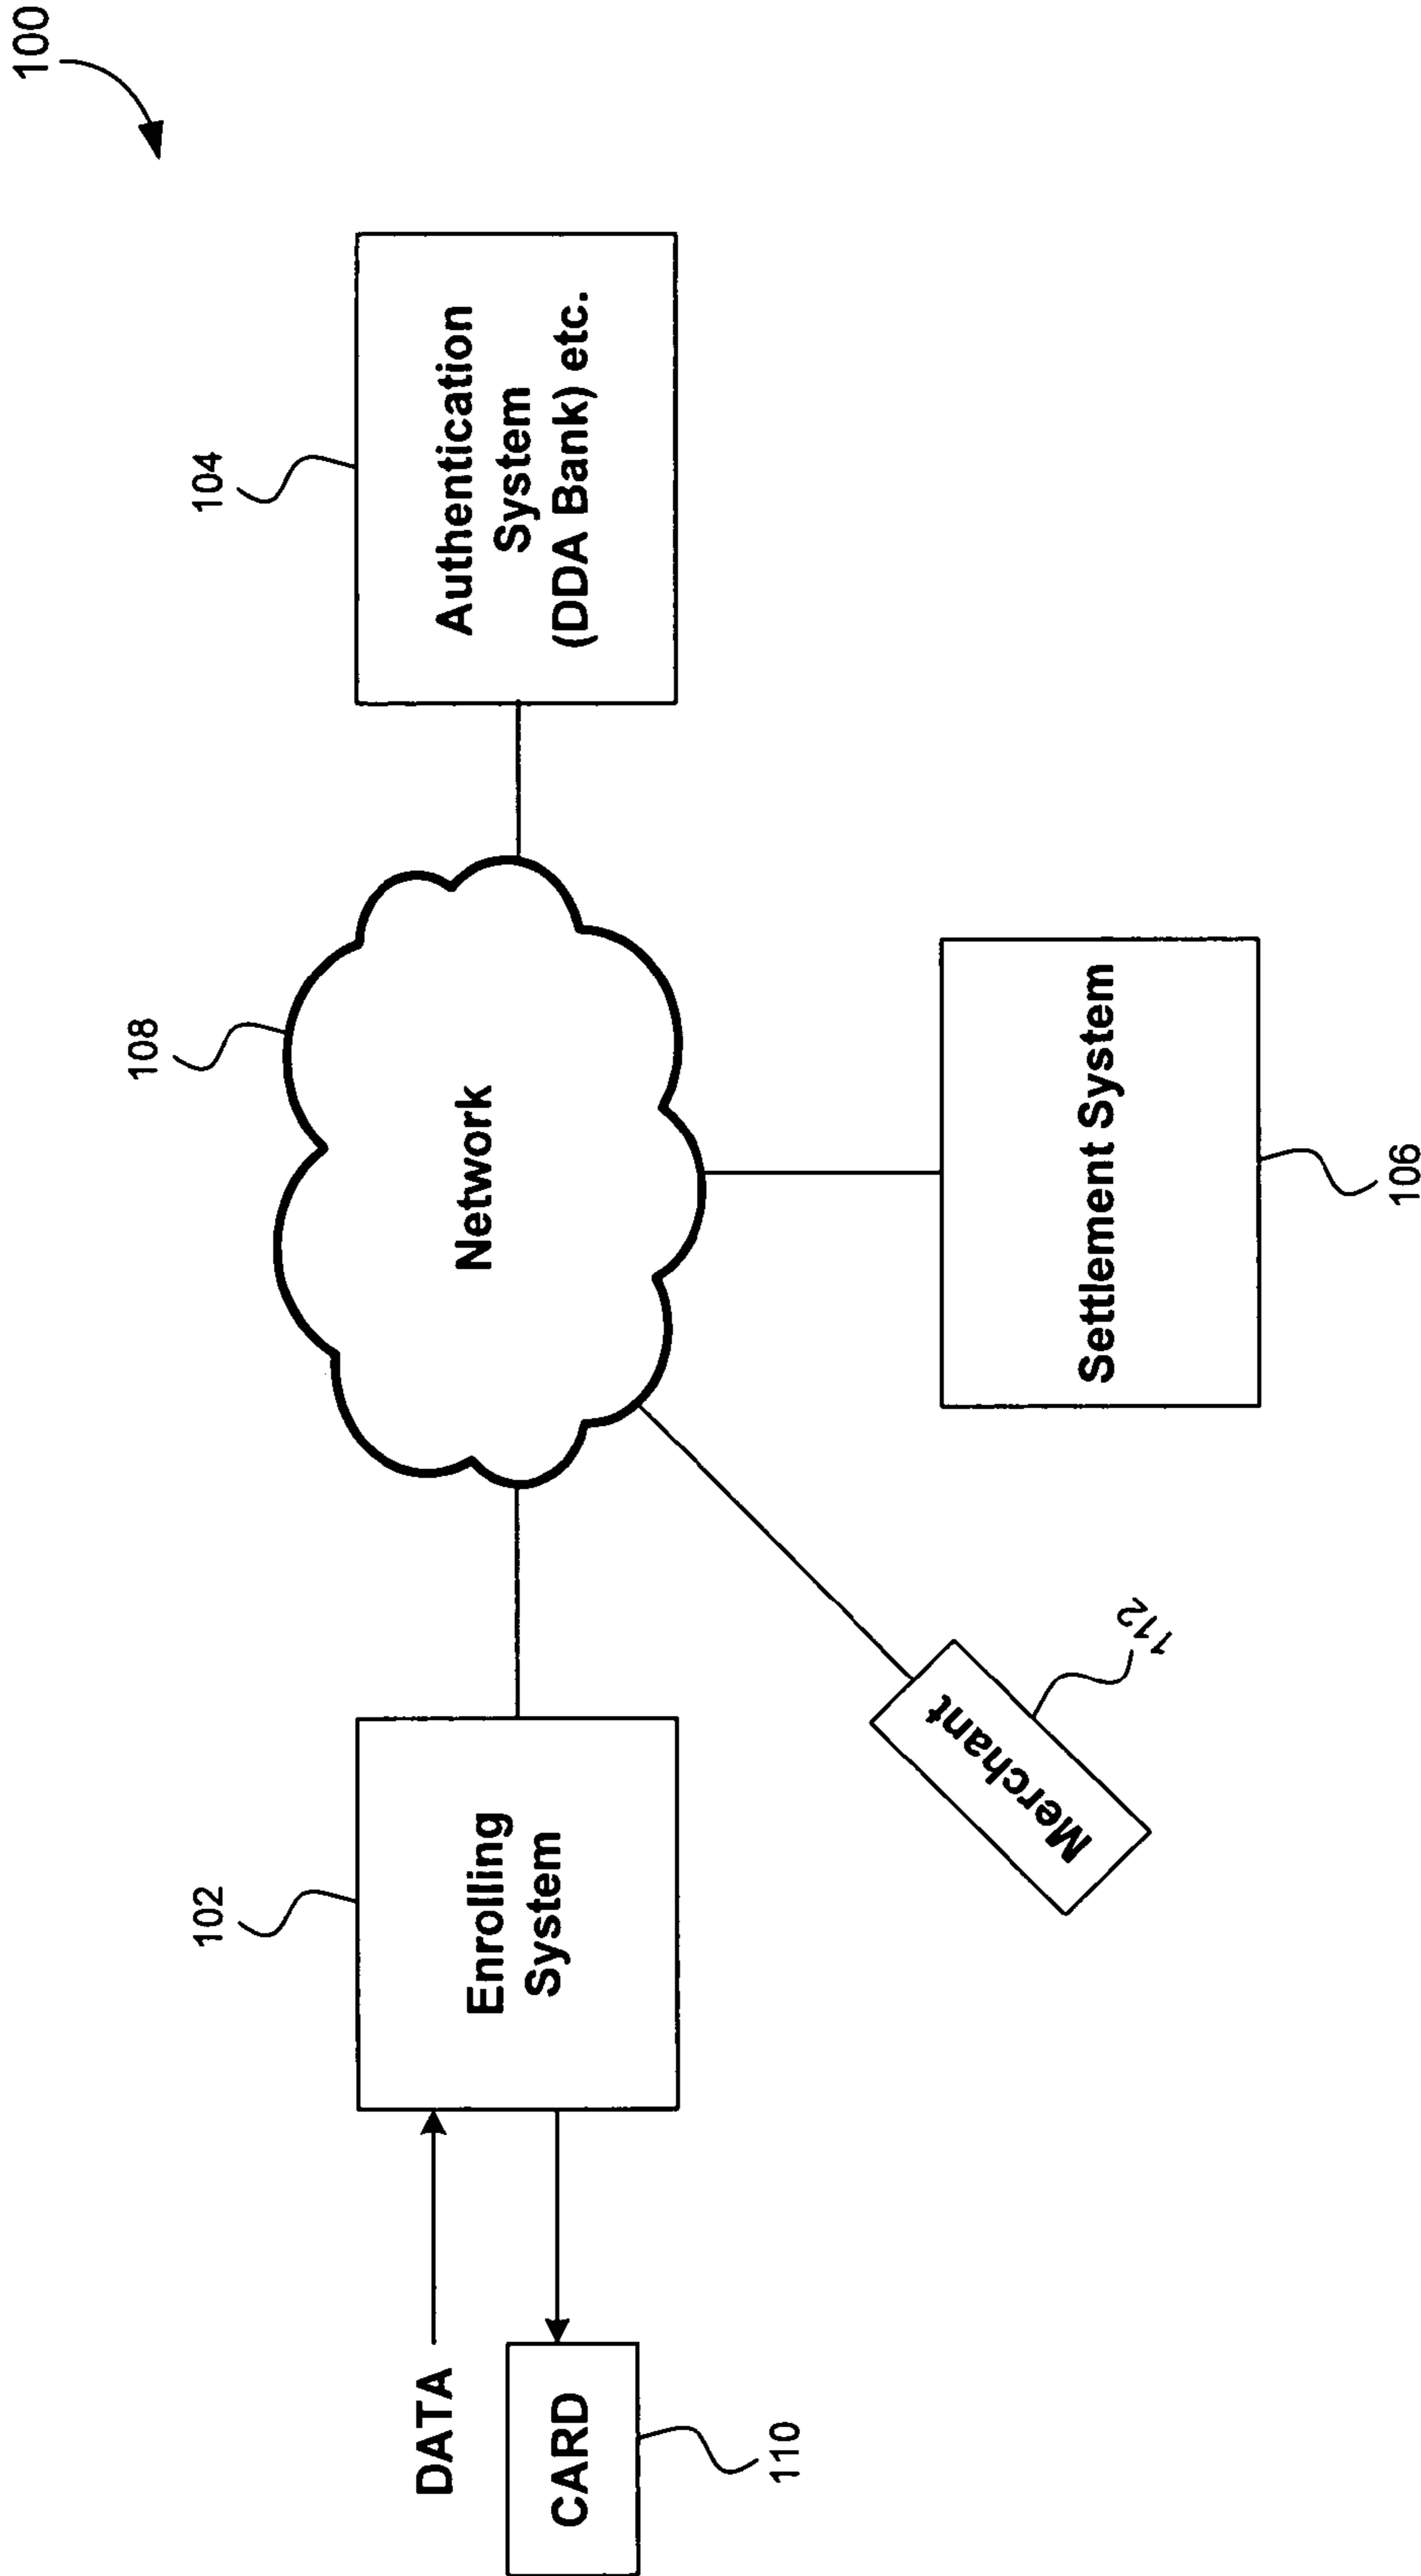 100
104
Authentication
System
(DDA Bank) etc.
108
Network
Settlement System
106
102
Enrolling
System
Merchant
112
DATA
CARD
110